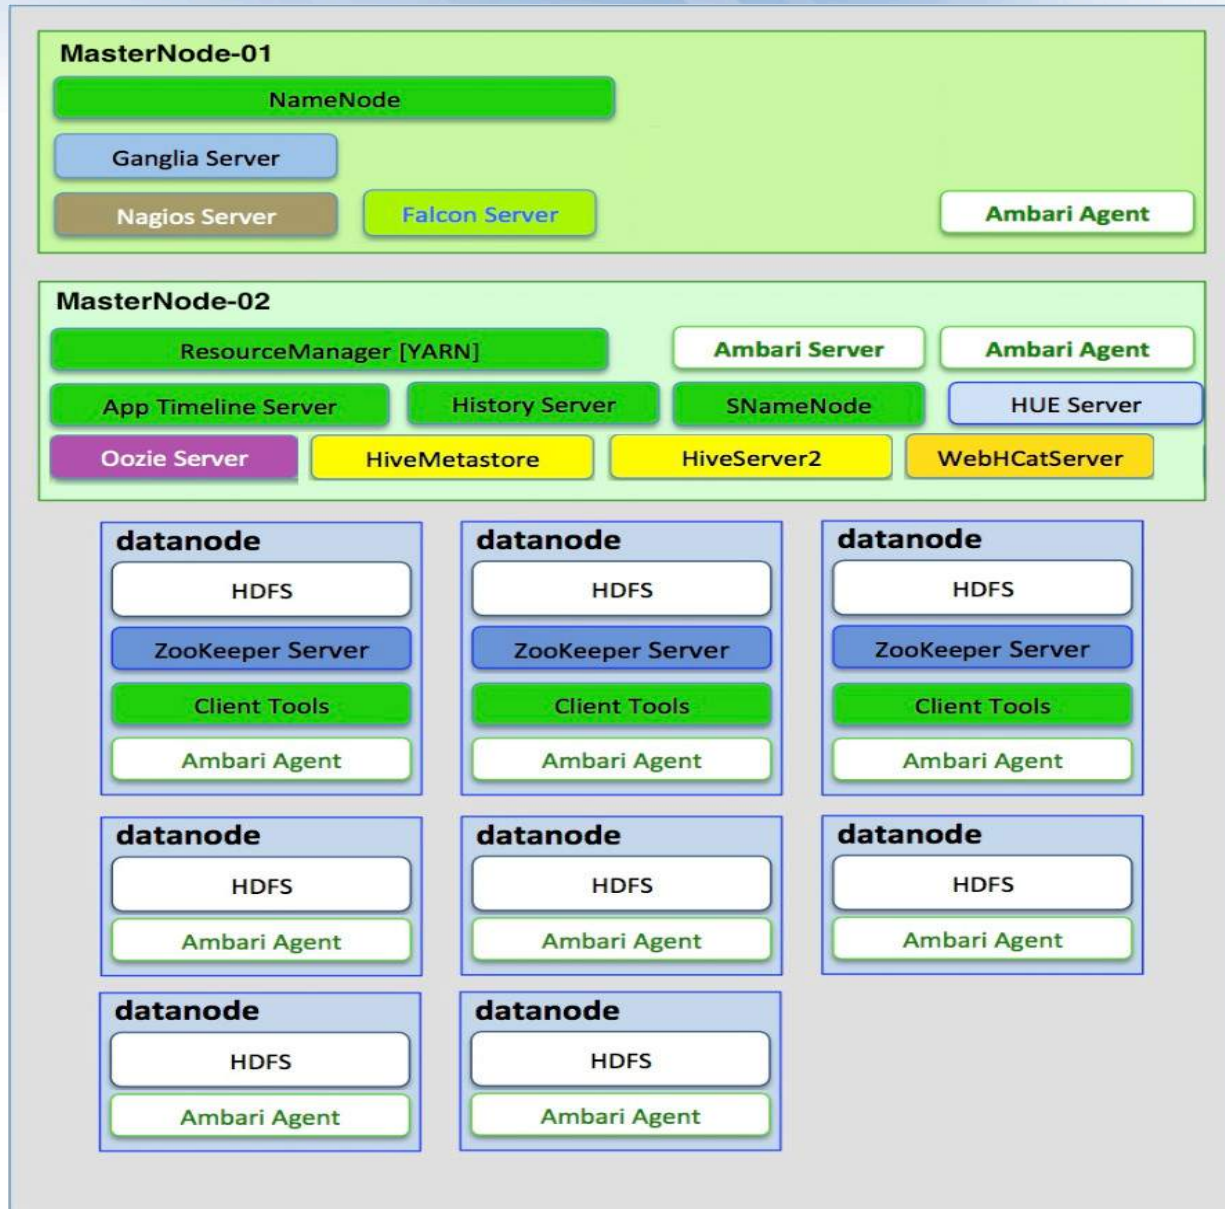 MasterNode-01
NameNode
Ganglia Server
Nagios Server
Falcon Server
Ambari Agent
MasterNode-02
ResourceManager [YARN]
Ambari Server
Ambari Agent
App Timeline Server
History Server
SNameNode
HUE Server
Oozie Server
HiveMetastore
HiveServer2
WebHCatServer
datanode
HDFS
ZooKeeper Server
Client Tools
Ambari Agent
datanode
HDFS
ZooKeeper Server
Client Tools
Ambari Agent
datanode
HDFS
ZooKeeper Server
Client Tools
Ambari Agent
datanode
HDFS
Ambari Agent
datanode
HDFS
Ambari Agent
datanode
HDFS
Ambari Agent
datanode
HDFS
Ambari Agent
datanode
HDFS
Ambari Agent